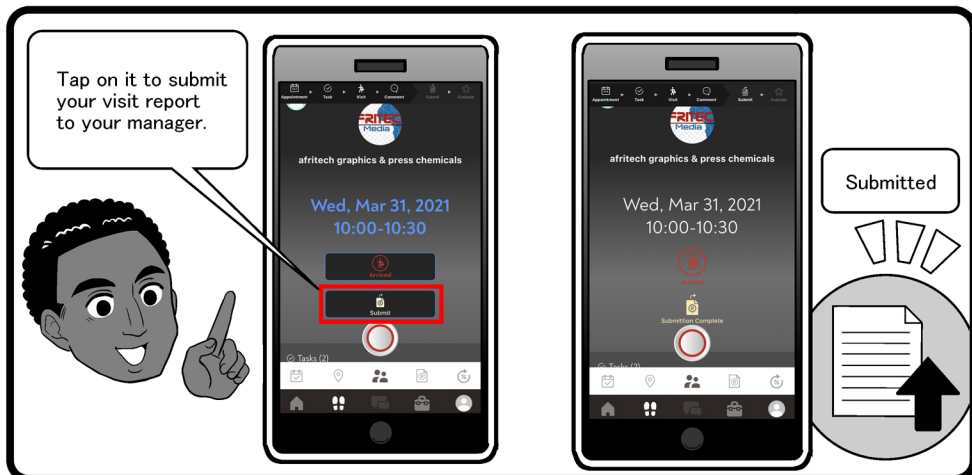 Tap on it to submit
your visit report
to your manager.
Appointment Task Visit Comment Submit Evaluate
FRITEC
Media
afritech graphics & press chemicals
Wed, Mar 31, 2021
10:00-10:30
Arrived
Submit
Tasks (2)
Appointment Task Visit Comment Submit Evaluate
FRITEC
Media
afritech graphics & press chemicals
Wed, Mar 31, 2021
10:00-10:30
Arrived
Submittion Complete
Tasks (2)
Submitted